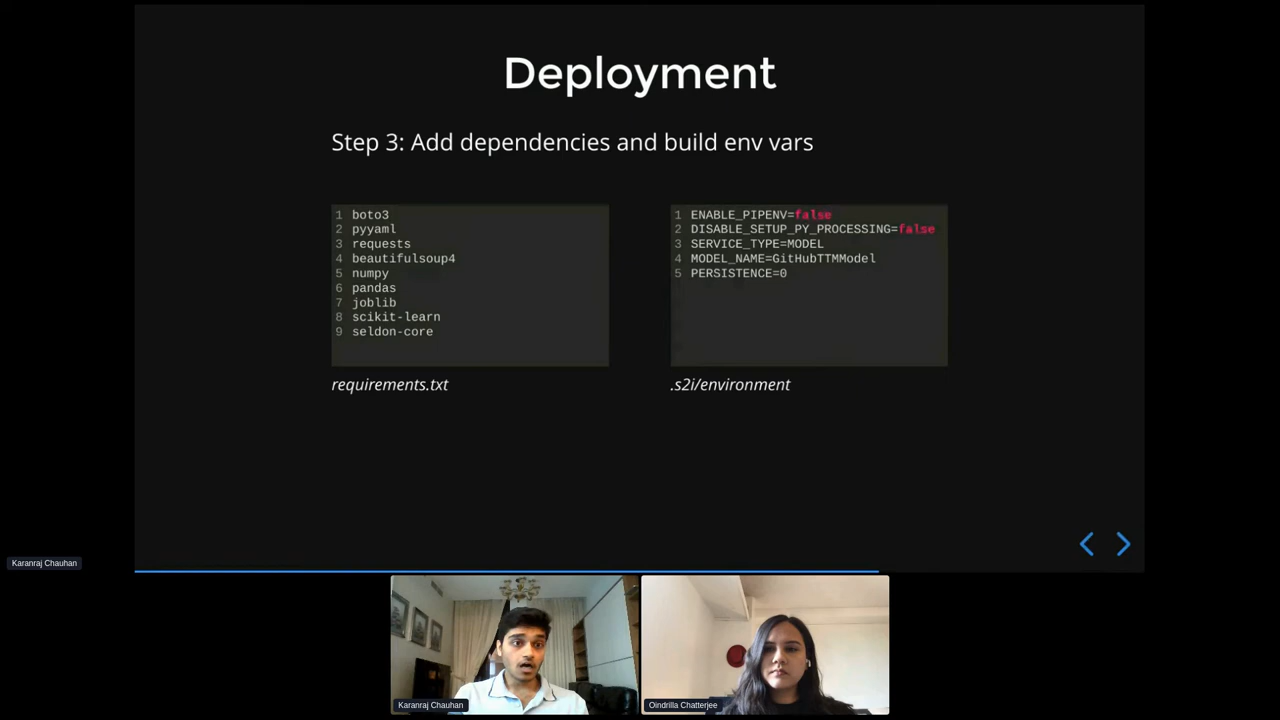 Deployment
Step 3: Add dependencies and build env vars
1 boto3
2 pyyaml
3 requests
4 beautifulsoup4
5 numpy
6 pandas
7 joblib
8 scikit-learn
9 seldon-core
requirements.txt
1 ENABLE_PIPENV=false
2 DISABLE_SETUP_PY_PROCESSING=false
3 SERVICE_TYPE=MODEL
4 MODEL_NAME=GitHubTTMModel
5 PERSISTENCE=0
.s2i/environment
Karanraj Chauhan
Karanraj Chauhan
Oindrilla Chatterjee